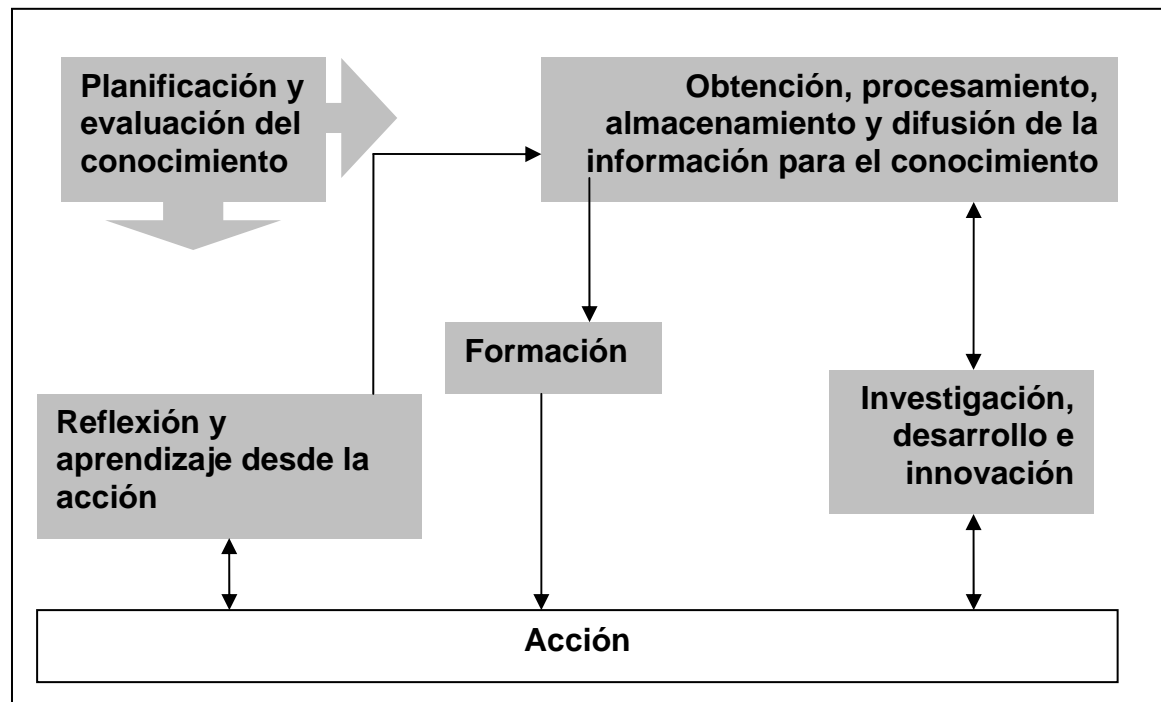 Planificación y
evaluación del
conocimiento
Obtención, procesamiento,
almacenamiento y difusión de la
información para el conocimiento
Formación
Reflexión y
aprendizaje desde la
acción
Investigación,
desarrollo e
innovación
Acción